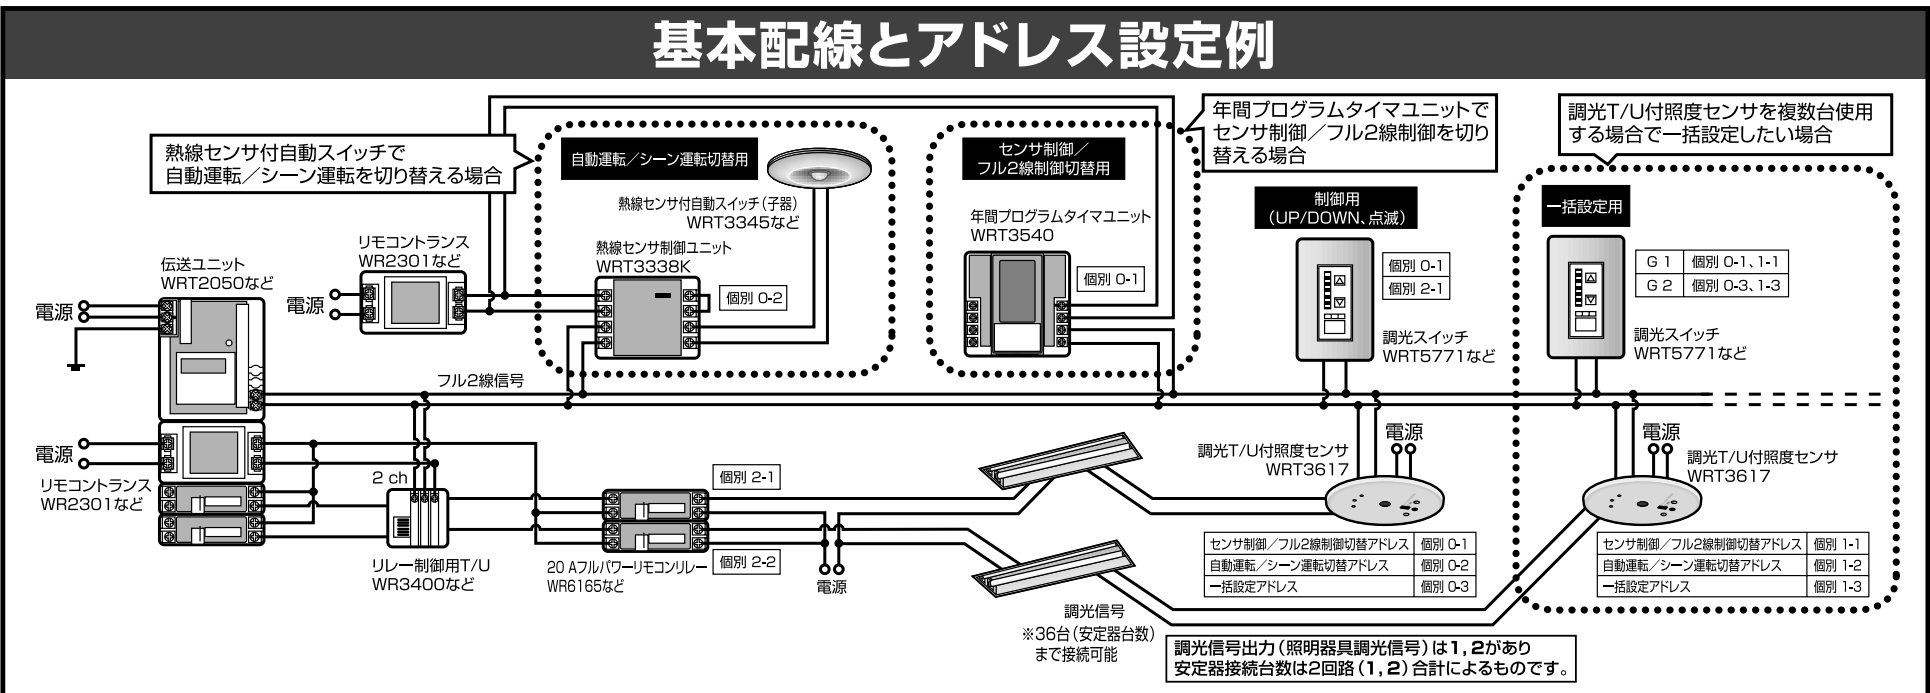 基本配線とアドレス設定例
熱線センサ付自動スイッチで
自動運転／シーン運転を切り替える場合
自動運転／シーン運転切替用
熱線センサ付自動スイッチ（子器）
WRT3345など
熱線センサ制御ユニット
WRT3338K
個別 0-2
センサ制御／
フル2線制御切替用
年間プログラムタイマユニット
WRT3540
個別 0-1
年間プログラムタイマユニットで
センサ制御／フル2線制御を切り
替える場合
制御用
（UP/DOWN、点滅）
個別 0-1
個別 2-1
調光スイッチ
WRT5771など
調光T/U付照度センサを複数台使用
する場合で一括設定したい場合
一括設定用
G 1 個別 0-1、1-1
G 2 個別 0-3、1-3
調光スイッチ
WRT5771など
伝送ユニット
WRT2050など
電源
リモコントランス
WR2301など
電源
フル2線信号
電源
リモコントランス
WR2301など
2 ch
リレー制御用T/U
WR3400など
個別 2-1
個別 2-2
20 Aフルパワーリモコンリレー
WR6165など
電源
調光信号
※36台（安定器台数）
まで接続可能
調光T/U付照度センサ
WRT3617
電源
センサ制御／フル2線制御切替アドレス 個別 0-1
自動運転／シーン運転切替アドレス 個別 0-2
一括設定アドレス 個別 0-3
電源
調光T/U付照度センサ
WRT3617
センサ制御／フル2線制御切替アドレス 個別 1-1
自動運転／シーン運転切替アドレス 個別 1-2
一括設定アドレス 個別 1-3
調光信号出力（照明器具調光信号）は1，2があり
安定器接続台数は2回路（1，2）合計によるものです。